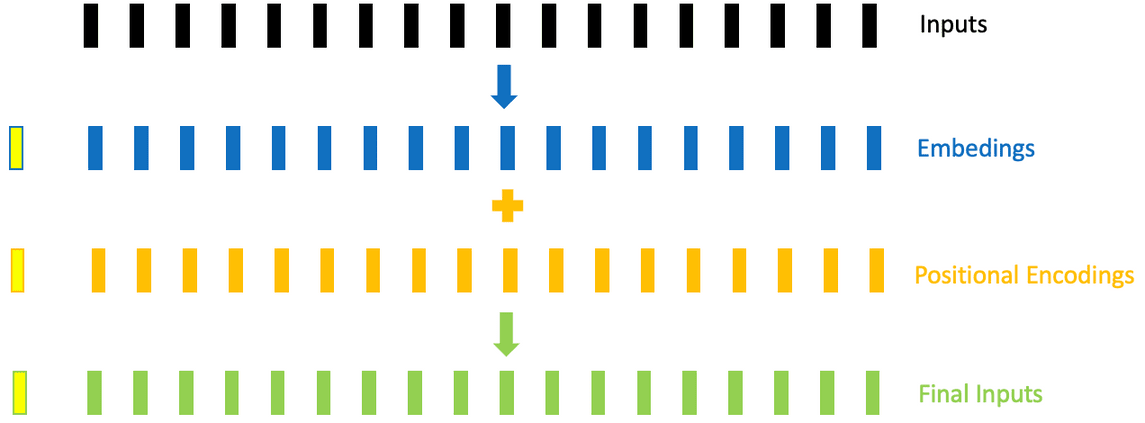 Inputs
Embedings
Positional Encodings
Final Inputs